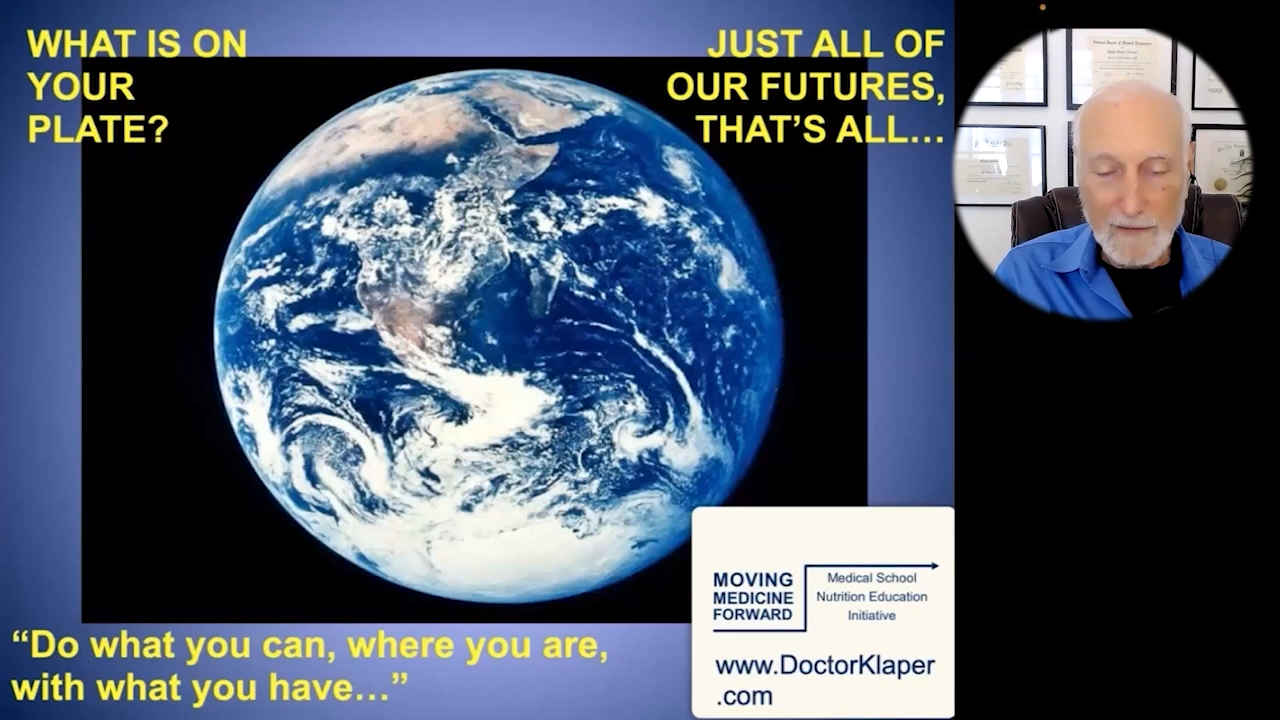 WHAT IS ON
YOUR
PLATE?
JUST ALL OF
OUR FUTURES,
THAT'S ALL…
"Do what you can, where you are,
with what you have…"
MOVING
MEDICINE
FORWARD
Medical School
Nutrition Education
Initiative
www.DoctorKlaper
.com